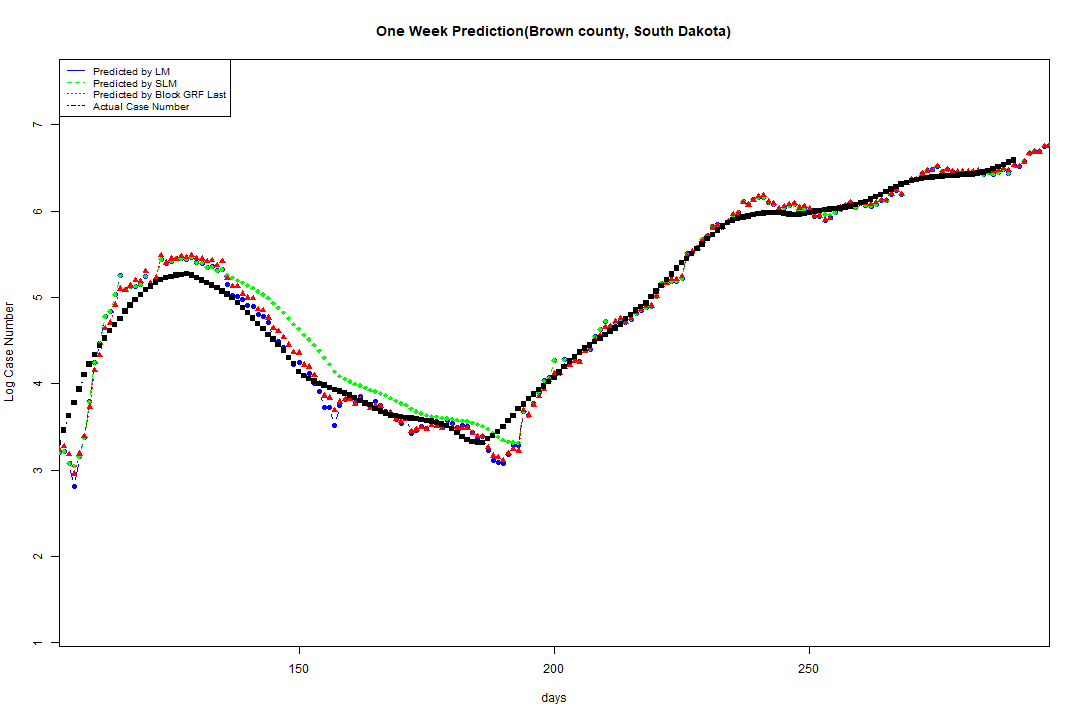 One Week Prediction(Brown county, South Dakota)
Predicted by LM
Predicted by SLM
Predicted by Block GRF Last
Actual Case Number
7
6
5
4
3
2
1
Log Case Number
150 200 250
days